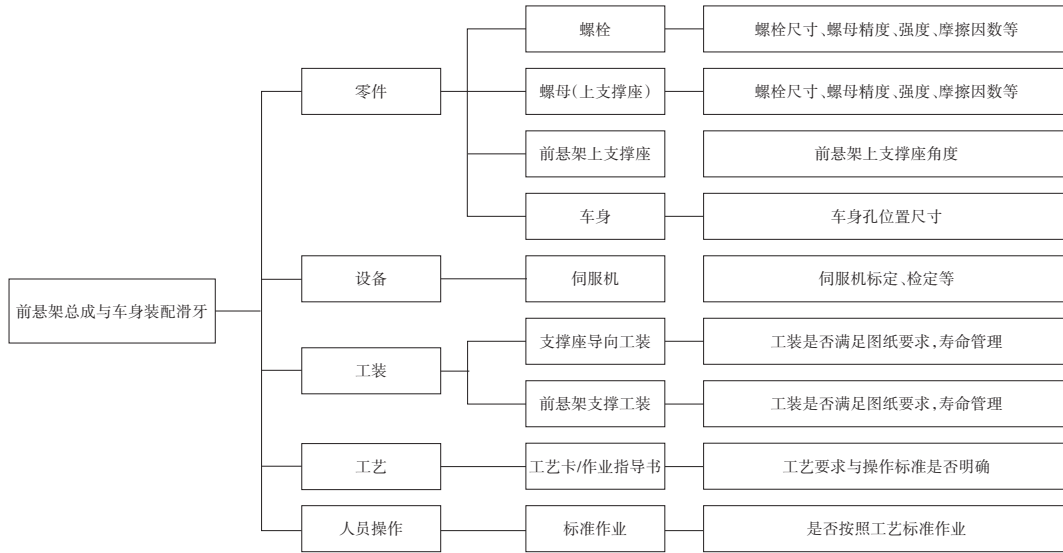 螺栓
螺栓尺寸、螺母精度、强度、摩擦因数等
零件
螺母(上支撑座)
螺栓尺寸、螺母精度、强度、摩擦因数等
前悬架上支撑座
前悬架上支撑座角度
车身
车身孔位置尺寸
设备
伺服机
伺服机标定、检定等
前悬架总成与车身装配滑牙
支撑座导向工装
工装是否满足图纸要求,寿命管理
工装
前悬架支撑工装
工装是否满足图纸要求,寿命管理
工艺
工艺卡/作业指导书
工艺要求与操作标准是否明确
人员操作
标准作业
是否按照工艺标准作业